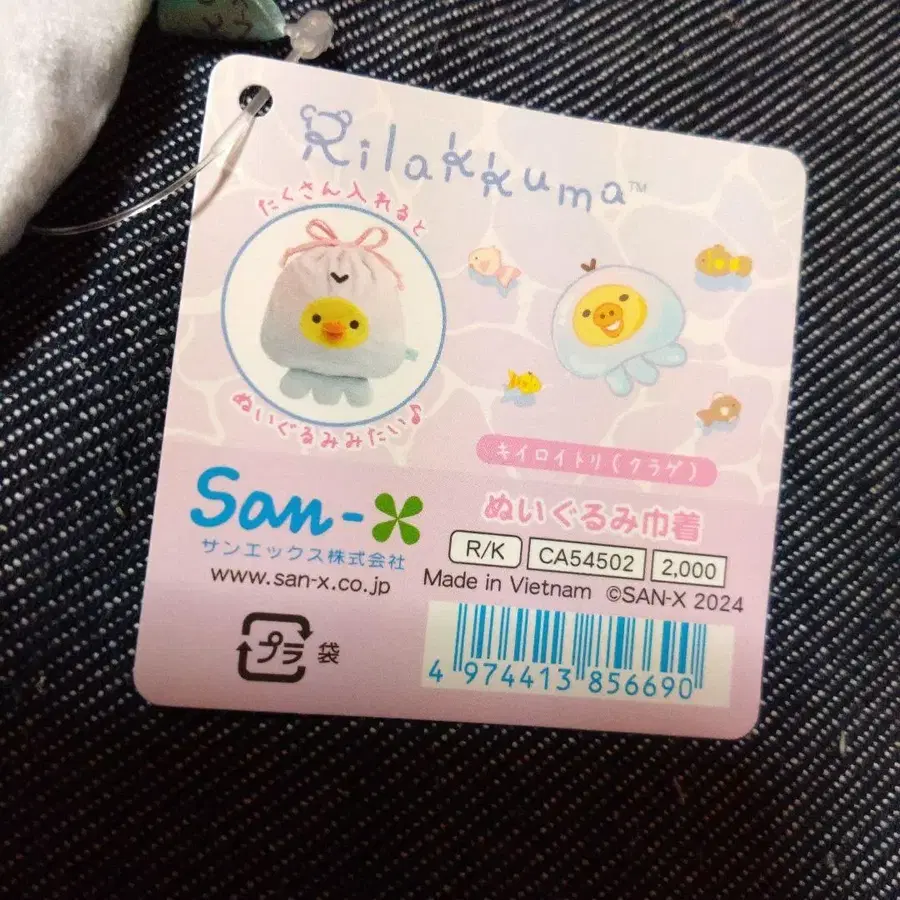 Rilakkuma™
たくさん入れると
ぬいぐるみみたい♪
キイロイトリ(クラゲ)
San-X
サンエックス株式会社
www.san-x.co.jp
ぬいぐるみ巾着
R/K CA54502 2,000
Made in Vietnam ©SAN-X 2024
プラ 袋
4 974413 856690